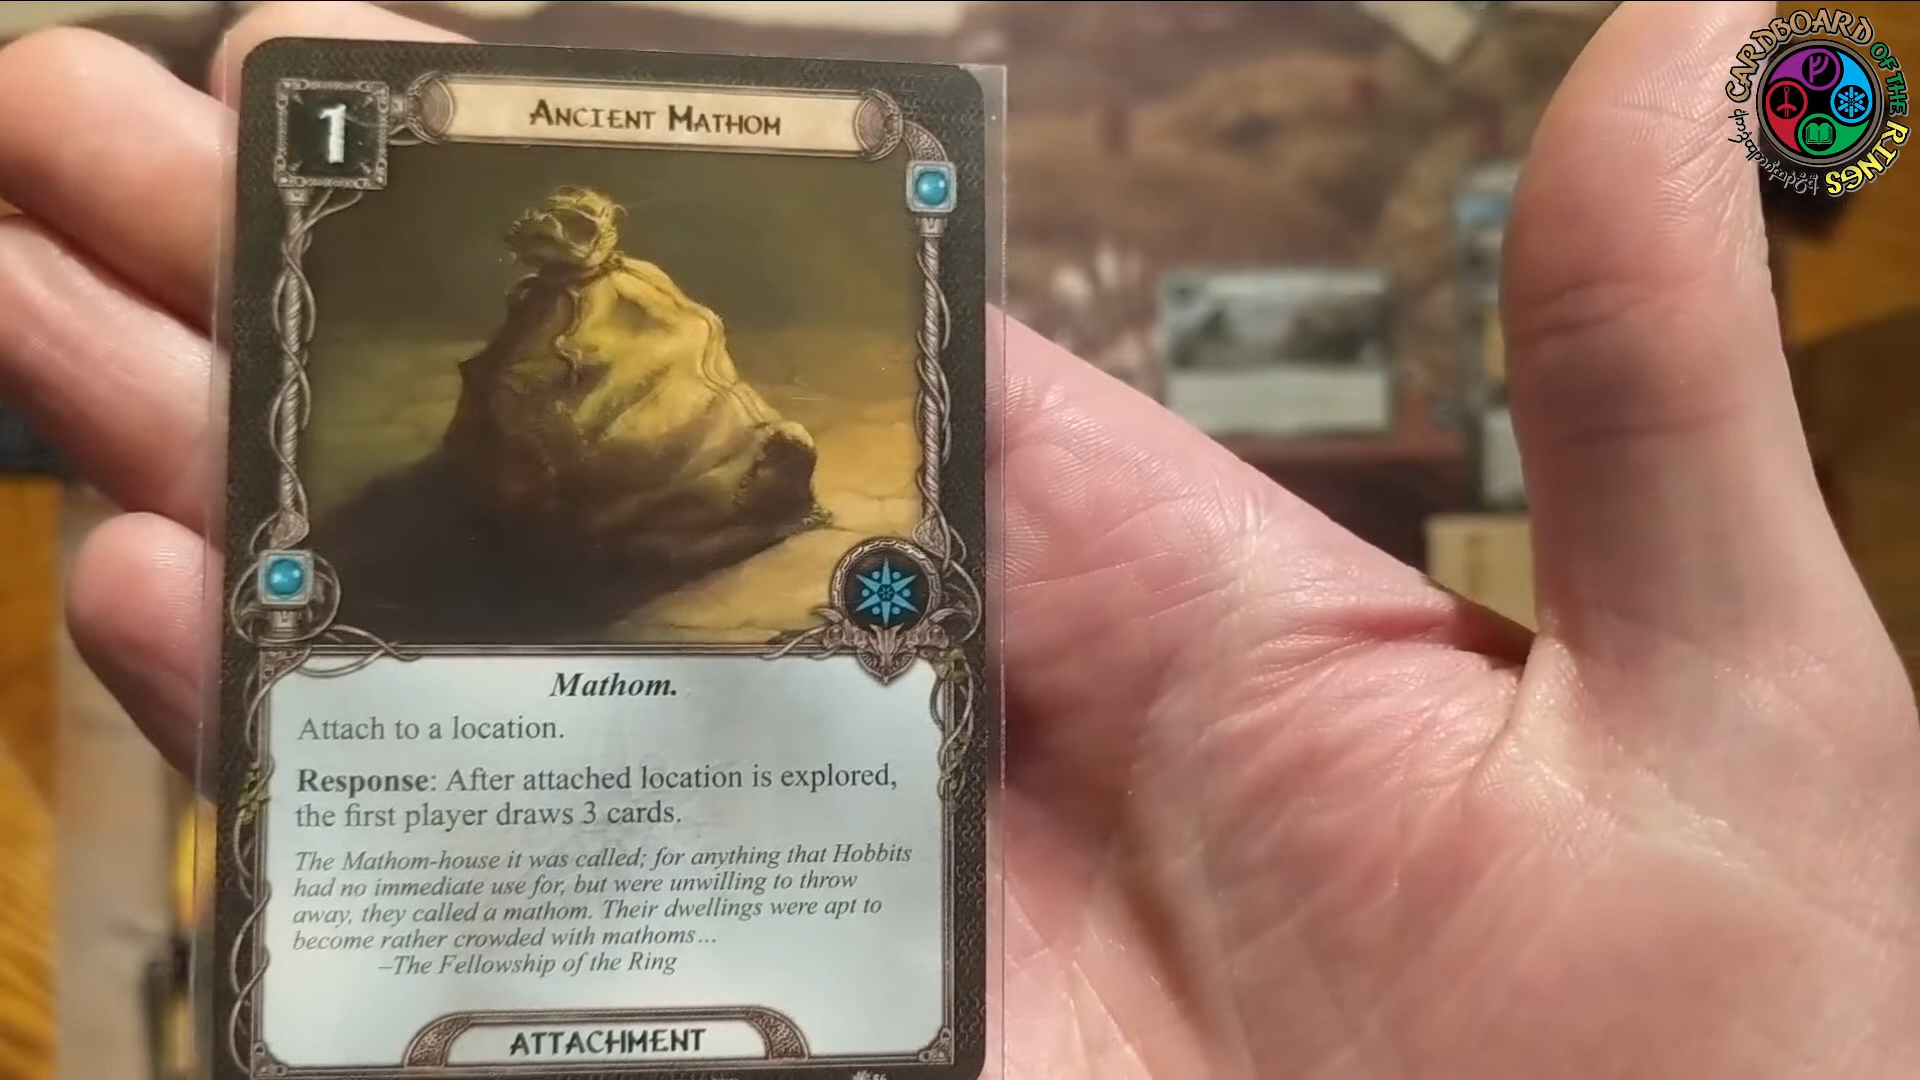 1
ANCIENT MATHOM
CARDBOARD OF THE RINGS
Mathom.
Attach to a location.
Response: After attached location is explored,
the first player draws 3 cards.
The Mathom-house it was called; for anything that Hobbits
had no immediate use for, but were unwilling to throw
away, they called a mathom. Their dwellings were apt to
become rather crowded with mathoms...
–The Fellowship of the Ring
ATTACHMENT